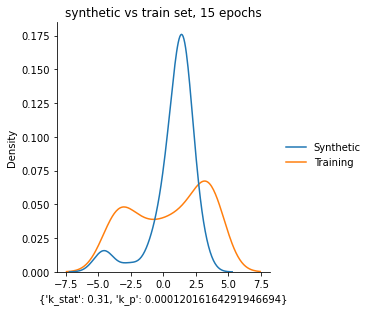 synthetic vs train set, 15 epochs
0.175
0.150
0.125
0.100
0.075
0.050
0.025
0.000
Density
−7.5 −5.0 −2.5 0.0 2.5 5.0 7.5
{'k_stat': 0.31, 'k_p': 0.00012016164291946694}
Synthetic
Training